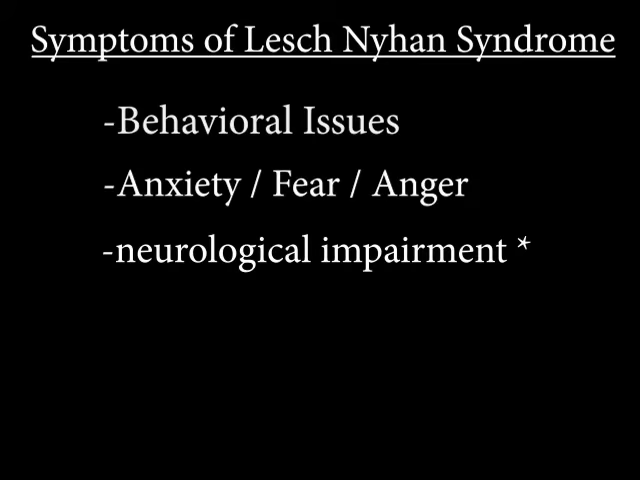 Symptoms of Lesch Nyhan Syndrome
-Behavioral Issues
-Anxiety / Fear / Anger
-neurological impairment *